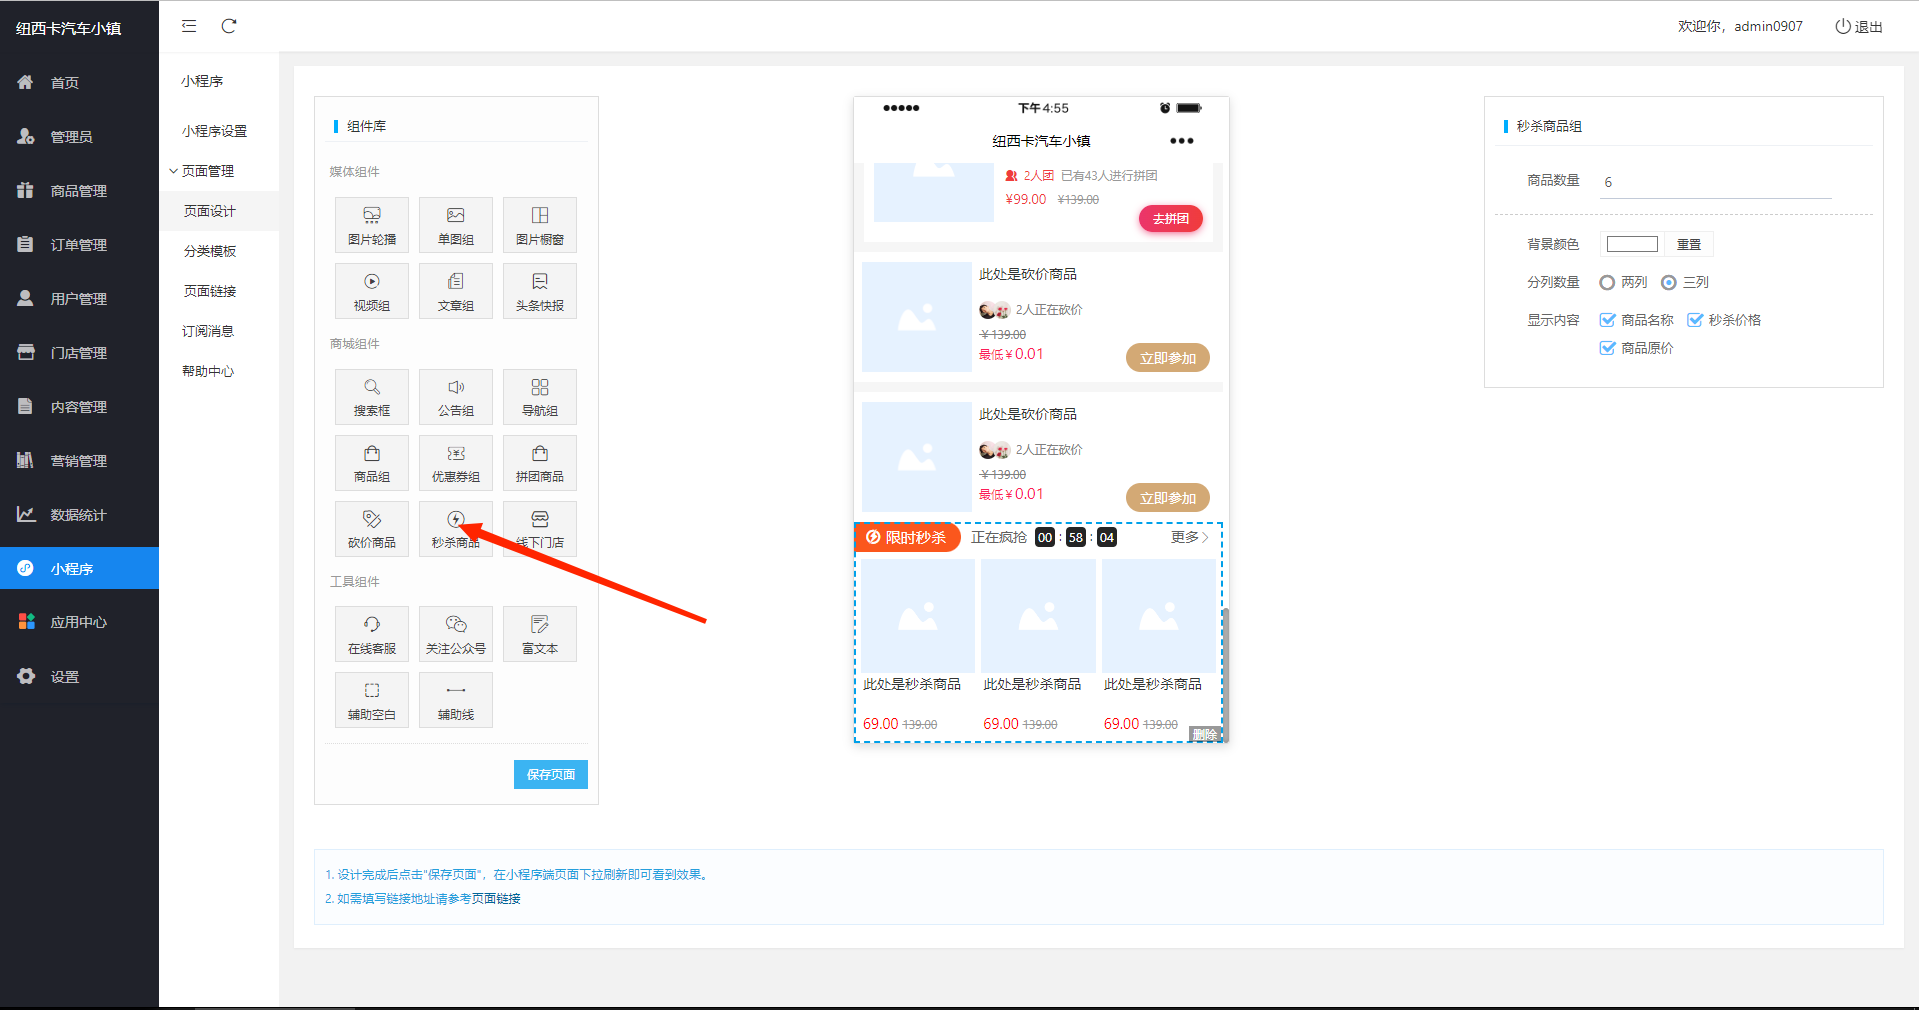 纽西卡汽车小镇
欢迎你，admin0907
退出
首页
管理员
商品管理
订单管理
用户管理
门店管理
内容管理
营销管理
数据统计
小程序
应用中心
设置
小程序
小程序设置
页面管理
页面设计
分类模板
页面链接
订阅消息
帮助中心
组件库
媒体组件
图片轮播 单图组 图片橱窗
视频组 文章组 头条快报
商城组件
搜索框 公告组 导航组
商品组 优惠券组 拼团商品
砍价商品 秒杀商品 线下门店
工具组件
在线客服 关注公众号 富文本
辅助空白 辅助线
保存页面
下午4:55
纽西卡汽车小镇
2人团 已有43人进行拼团
¥99.00 ¥139.00
去拼团
此处是砍价商品
2人正在砍价
￥139.00
最低￥0.01
立即参加
此处是砍价商品
2人正在砍价
￥139.00
最低￥0.01
立即参加
限时秒杀 正在疯抢 00 : 58 : 04 更多
此处是秒杀商品 此处是秒杀商品 此处是秒杀商品
69.00 139.00 69.00 139.00 69.00 139.00
删除
秒杀商品组
商品数量 6
背景颜色 重置
分列数量 两列 三列
显示内容 商品名称 秒杀价格
商品原价
1. 设计完成后点击"保存页面"，在小程序端页面下拉刷新即可看到效果。
2. 如需填写链接地址请参考页面链接